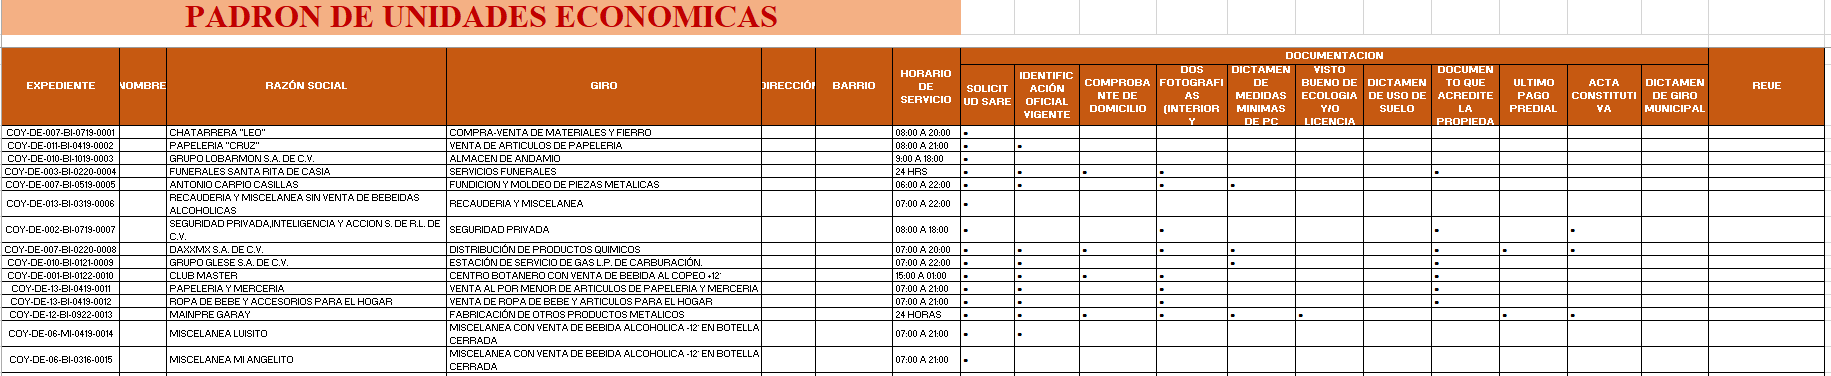 PADRON DE UNIDADES ECONOMICAS
EXPEDIENTE NOMBRE RAZÓN SOCIAL GIRO DIRECCIÓN BARRIO HORARIO DE SERVICIO DOCUMENTACION REUE
SOLICIT UD SARE IDENTIFIC ACIÓN OFICIAL VIGENTE COMPROBA NTE DE DOMICILIO DOS FOTOGRAFI AS (INTERIOR Y DICTAMEN DE MEDIDAS MINIMAS DE PC VISTO BUENO DE ECOLOGIA Y/O LICENCIA DICTAMEN DE USO DE SUELO DOCUMEN TO QUE ACREDITE LA PROPIEDA ULTIMO PAGO PREDIAL ACTA CONSTITUTI VA DICTAMEN DE GIRO MUNICIPAL
COY-DE-007-BI-0719-0001 CHATARRERA "LEO" COMPRA-VENTA DE MATERIALES Y FIERRO 08:00 A 20:00 •
COY-DE-011-BI-0419-0002 PAPELERIA "CRUZ" VENTA DE ARTICULOS DE PAPELERIA 08:00 A 21:00 • •
COY-DE-010-BI-1019-0003 GRUPO LOBARMON S.A. DE C.V. ALMACEN DE ANDAMIO 9:00 A 18:00 •
COY-DE-003-BI-0220-0004 FUNERALES SANTA RITA DE CASIA SERVICIOS FUNERALES 24 HRS • • • • •
COY-DE-007-BI-0519-0005 ANTONIO CARPIO CASILLAS FUNDICION Y MOLDEO DE PIEZAS METALICAS 06:00 A 22:00 • • • •
COY-DE-013-BI-0319-0006 RECAUDERIA Y MISCELANEA SIN VENTA DE BEBEIDAS
ALCOHOLICAS RECAUDERIA Y MISCELANEA 07:00 A 22:00 •
COY-DE-002-BI-0719-0007 SEGURIDAD PRIVADA,INTELIGENCIA Y ACCION S. DE R.L. DE
C.V. SEGURIDAD PRIVADA 08:00 A 18:00 • • • •
COY-DE-007-BI-0220-0008 DAXXMX S.A. DE C.V. DISTRIBUCIÓN DE PRODUCTOS QUIMICOS 07:00 A 20:00 • • • • • • • •
COY-DE-010-BI-0121-0009 GRUPO GLESE S.A. DE C.V. ESTACIÓN DE SERVICIO DE GAS L.P. DE CARBURACIÓN. 07:00 A 22:00 • • • •
COY-DE-001-BI-0122-0010 CLUB MASTER CENTRO BOTANERO CON VENTA DE BEBIDA AL COPEO +12° 15:00 A 01:00 • • • • •
COY-DE-13-BI-0419-0011 PAPELERIA Y MERCERIA VENTA AL POR MENOR DE ARTICULOS DE PAPELERIA Y MERCERIA 07:00 A 21:00 • • • •
COY-DE-13-BI-0419-0012 ROPA DE BEBE Y ACCESORIOS PARA EL HOGAR VENTA DE ROPA DE BEBE Y ARTICULOS PARA EL HOGAR 07:00 A 21:00 • • • •
COY-DE-12-BI-0922-0013 MAINPRE GARAY FABRICACIÓN DE OTROS PRODUCTOS METALICOS 24 HORAS • • • • • • • •
COY-DE-06-MI-0419-0014 MISCELANEA LUISITO MISCELANEA CON VENTA DE BEBIDA ALCOHOLICA -12° EN BOTELLA
CERRADA 07:00 A 21:00 • •
COY-DE-06-BI-0316-0015 MISCELANEA MI ANGELITO MISCELANEA CON VENTA DE BEBIDA ALCOHOLICA -12° EN BOTELLA
CERRADA 07:00 A 21:00 •